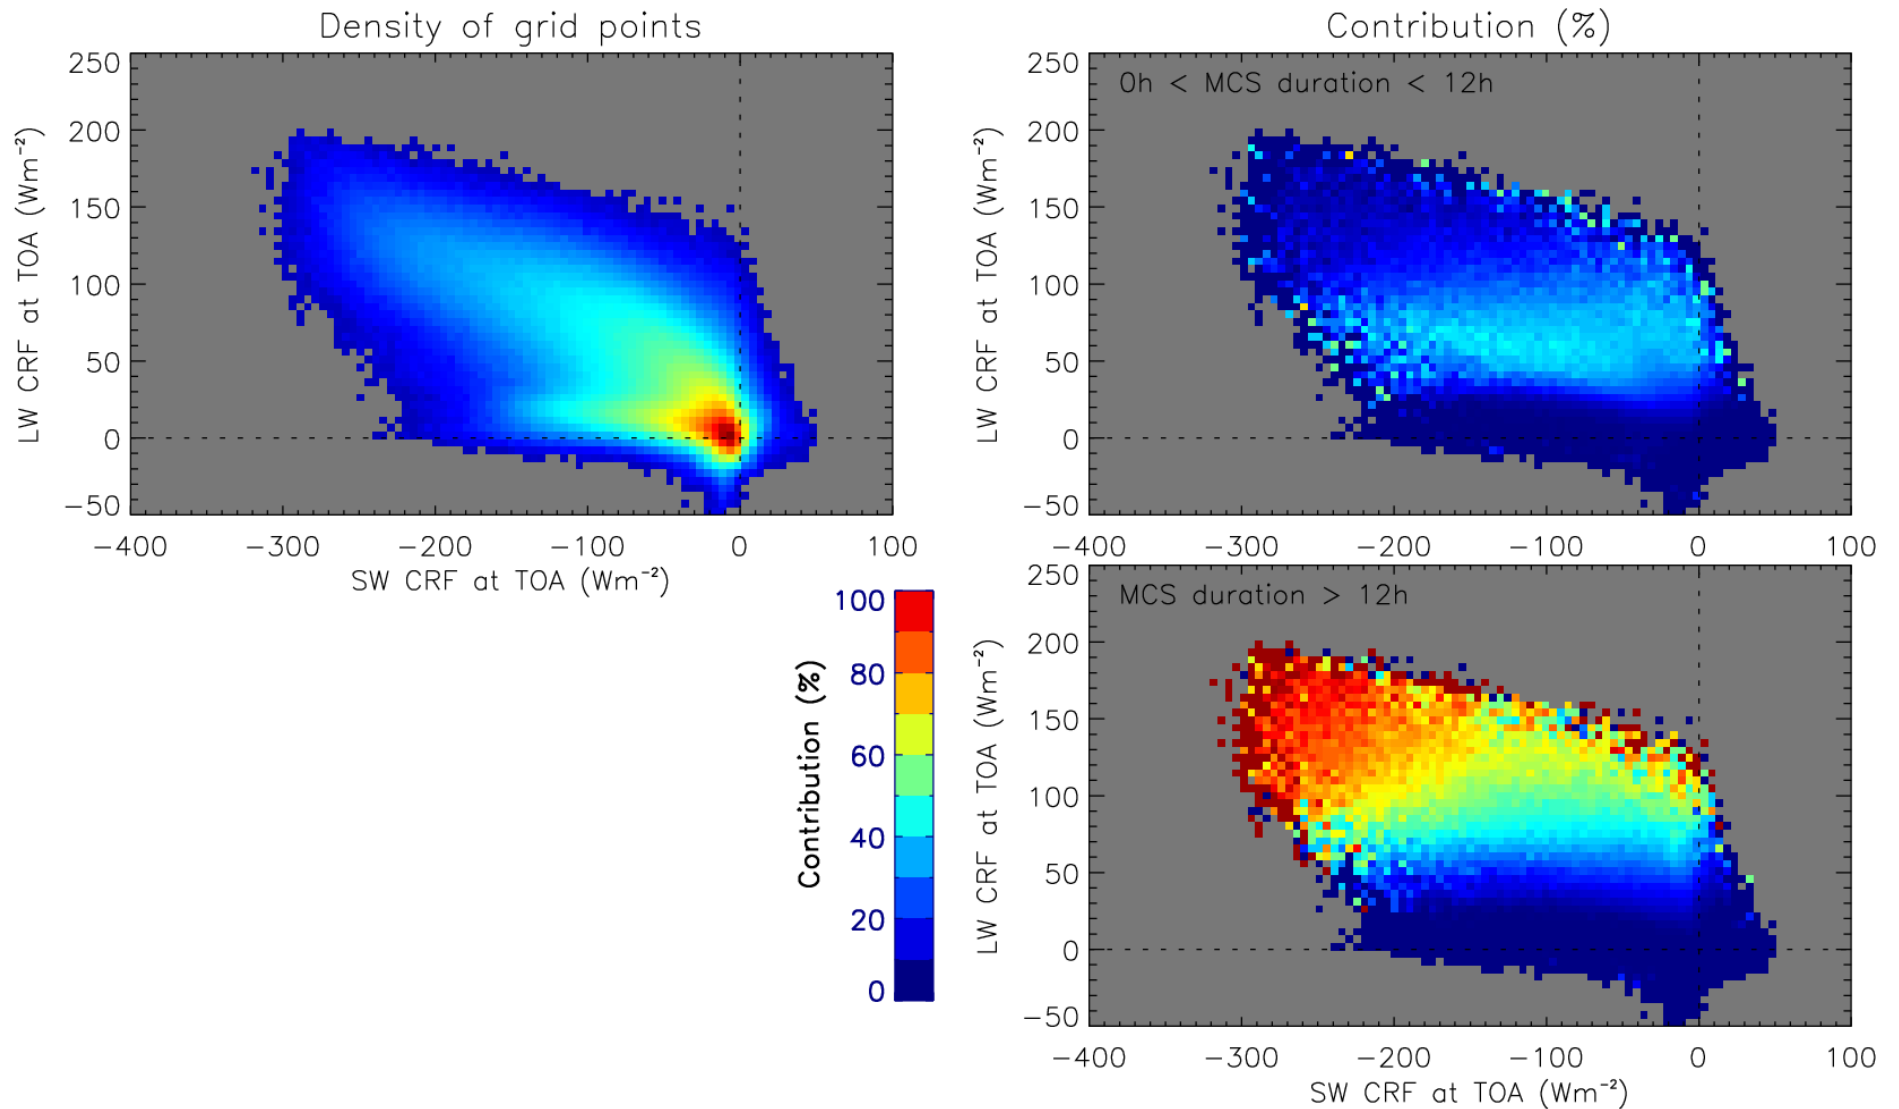 Density of grid points
250
200
150
100
50
0
−50
LW CRF at TOA (Wm⁻²)
−400 −300 −200 −100 0 100
SW CRF at TOA (Wm⁻²)
Contribution (%)
0h < MCS duration < 12h
250
200
150
100
50
0
−50
LW CRF at TOA (Wm⁻²)
−400 −300 −200 −100 0 100
100
80
60
40
20
0
Contribution (%)
MCS duration > 12h
250
200
150
100
50
0
−50
LW CRF at TOA (Wm⁻²)
−400 −300 −200 −100 0 100
SW CRF at TOA (Wm⁻²)